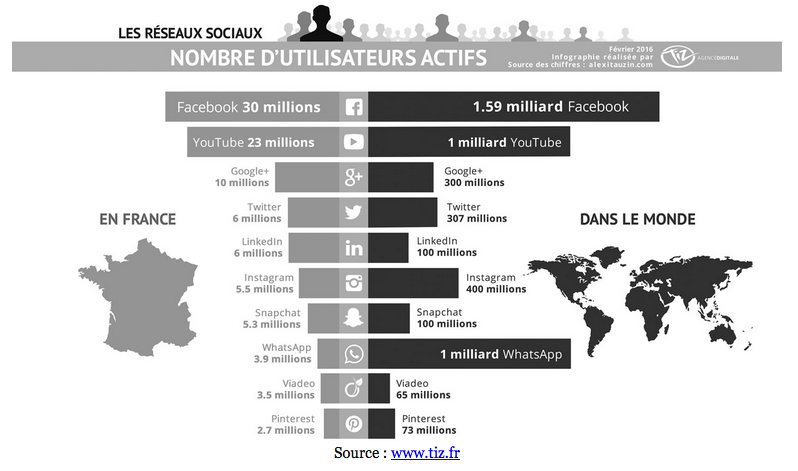 LES RÉSEAUX SOCIAUX
NOMBRE D'UTILISATEURS ACTIFS
Février 2016
Infographie réalisée par
Source des chiffres : alexitauzin.com
Tiz AGENCEDIGITALE
Facebook 30 millions
1.59 milliard Facebook
YouTube 23 millions
1 milliard YouTube
Google+
10 millions
Google+
300 millions
Twitter
6 millions
Twitter
307 millions
EN FRANCE
DANS LE MONDE
LinkedIn
6 millions
in
LinkedIn
100 millions
Instagram
5.5 millions
Instagram
400 millions
Snapchat
5.3 millions
Snapchat
100 millions
WhatsApp
3.9 millions
1 milliard WhatsApp
Viadeo
3.5 millions
Viadeo
65 millions
Pinterest
2.7 millions
Pinterest
73 millions
Source : www.tiz.fr